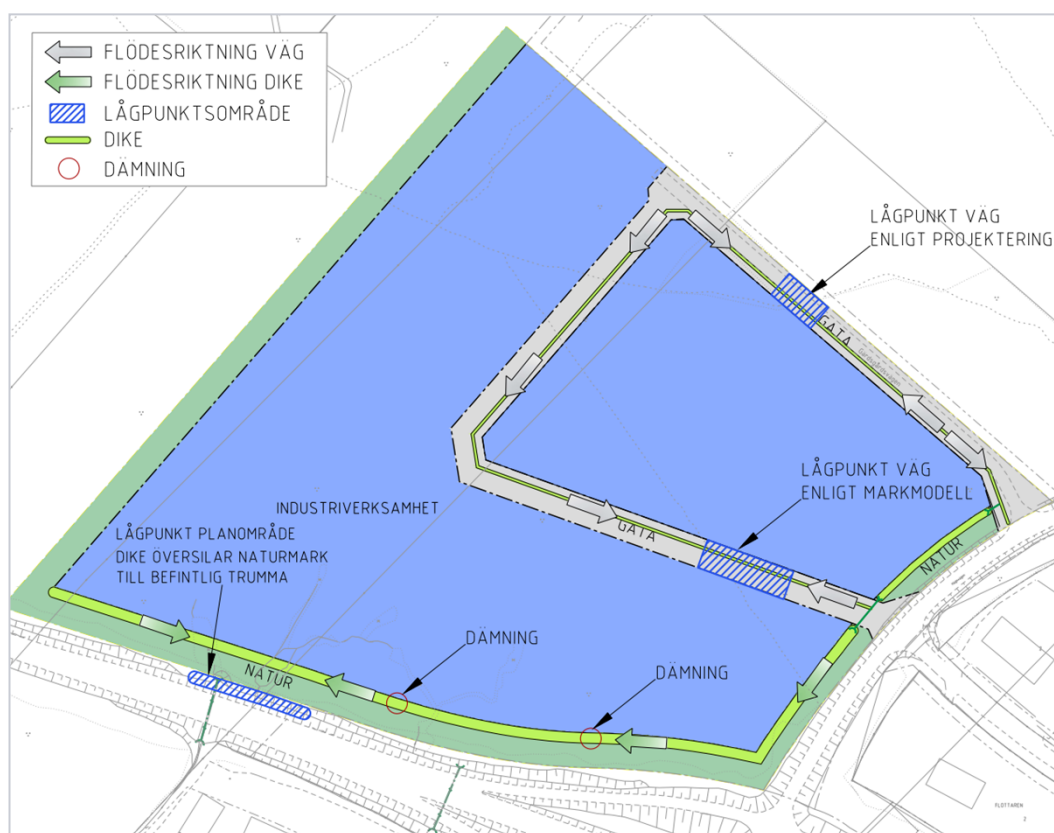 FLÖDESRIKTNING VÄG
FLÖDESRIKTNING DIKE
LÅGPUNKTSOMRÅDE
DIKE
DÄMNING
LÅGPUNKT VÄG
ENLIGT PROJEKTERING
GATA
LÅGPUNKT VÄG
ENLIGT MARKMODELL
INDUSTRIVERKSAMHET
GATA
LÅGPUNKT PLANOMRÅDE
DIKE ÖVERSILAR NATURMARK
TILL BEFINTLIG TRUMMA
NATUR
NATUR
DÄMNING
DÄMNING
FLOTTAREN
2